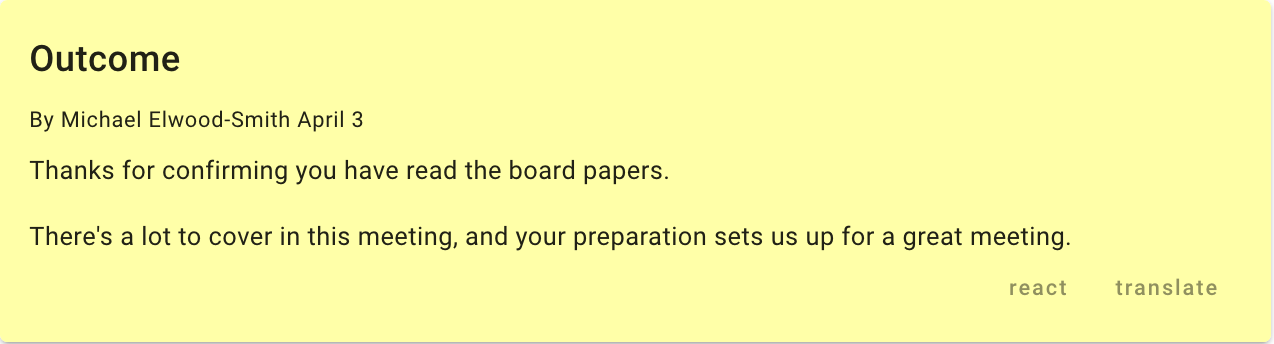 Outcome
By Michael Elwood-Smith April 3
Thanks for confirming you have read the board papers.
There's a lot to cover in this meeting, and your preparation sets us up for a great meeting.
react translate